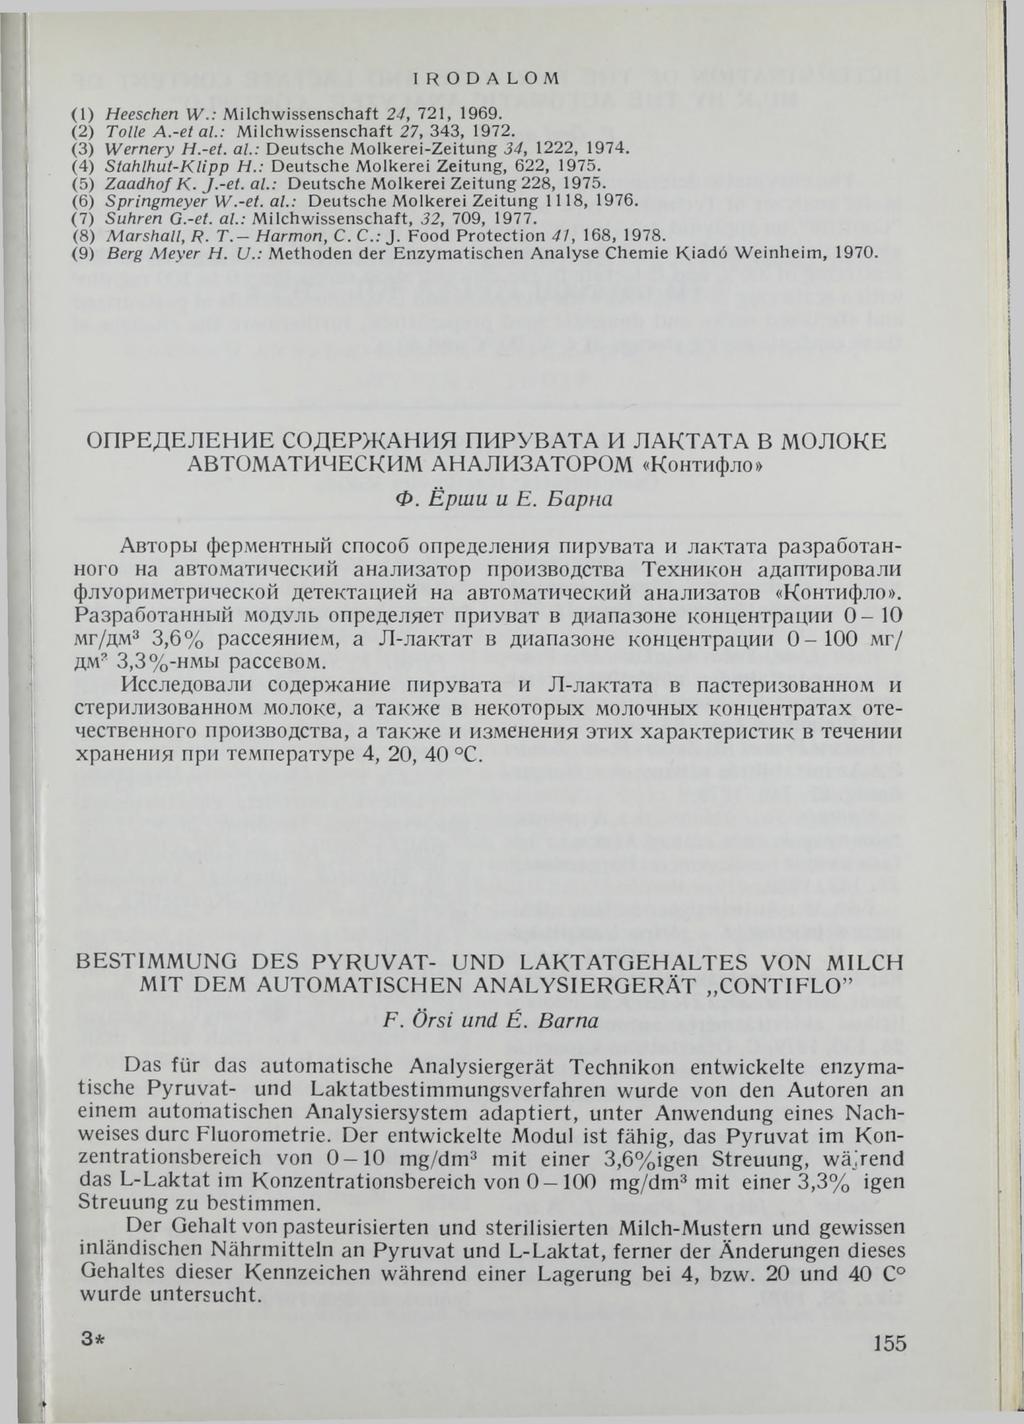 IRODALOM
(1) Heeschen W.: Milchwissenschaft 24, 721, 1969.
(2) Tolle A.-et al.: Milchwissenschaft 27, 343, 1972.
(3) Wernery H.-et. al.: Deutsche Molkerei-Zeitung 34, 1222, 1974.
(4) Stahlhut-Klipp H.: Deutsche Molkerei Zeitung, 622, 1975.
(5) Zaadhof K. J.-et. al.: Deutsche Molkerei Zeitung 228, 1975.
(6) Springmeyer W.-et. al.: Deutsche Molkerei Zeitung 1118, 1976.
(7) Suhren G.-et. al.: Milchwissenschaft, 32, 709, 1977.
(8) Marshall, R. T.— Harmon, C. C.: J. Food Protection 41, 168, 1978.
(9) Berg Meyer H. U.: Methoden der Enzymatischen Analyse Chemie Kiadó Weinheim, 1970.
ОПРЕДЕЛЕНИЕ СОДЕРЖАНИЯ ПИРУВАТА И ЛАКТАТА В МОЛОКЕ
АВТОМАТИЧЕСКИМ АНАЛИЗАТОРОМ «Контифло»
Ф. Ёрши и Е. Барна
Авторы ферментный способ определения пирувата и лактата разработан-
ного на автоматический анализатор производства Техникон адаптировали
флуориметрической детектацией на автоматический анализатов «Контифло».
Разработанный модуль определяет приуват в диапазоне концентрации 0 — 10
мг/дм³ 3,6% рассеянием, а Л-лактат в диапазоне концентрации 0 — 100 мг/
дм³ 3,3%-нмы рассевом.
Исследовали содержание пирувата и Л-лактата в пастеризованном и
стерилизованном молоке, а также в некоторых молочных концентратах оте-
чественного производства, а также и изменения этих характеристик в течении
хранения при температуре 4, 20, 40 °С.
BESTIMMUNG DES PYRUVAT- UND LAKTATGEHALTES VON MILCH
MIT DEM AUTOMATISCHEN ANALYSIERGERÄT „CONTIFLO”
F. Örsi und É. Barna
Das für das automatische Analysiergerät Technikon entwickelte enzyma-
tische Pyruvat- und Laktatbestimmungsverfahren wurde von den Autoren an
einem automatischen Analysiersystem adaptiert, unter Anwendung eines Nach-
weises durc Fluorometrie. Der entwickelte Modul ist fähig, das Pyruvat im Kon-
zentrationsbereich von 0 — 10 mg/dm³ mit einer 3,6%igen Streuung, wäjrend
das L-Laktat im Konzentrationsbereich von 0 — 100 mg/dm³ mit einer 3,3% igen
Streuung zu bestimmen.
Der Gehalt von pasteurisierten und sterilisierten Milch-Mustern und gewissen
inländischen Nährmitteln an Pyruvat und L-Laktat, ferner der Änderungen dieses
Gehaltes dieser Kennzeichen während einer Lagerung bei 4, bzw. 20 und 40 C°
wurde untersucht.
3*
155